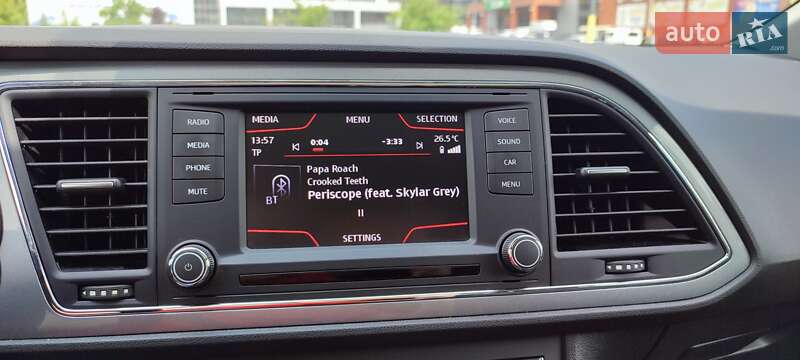 auto RIA.com
RADIO
MEDIA
PHONE
MUTE
MEDIA MENU SELECTION
13:57 0:04 -3:33 26.5°C
TP
Papa Roach
Crooked Teeth
Periscope (feat. Skylar Grey)
BT
SETTINGS
VOICE
SOUND
CAR
MENU